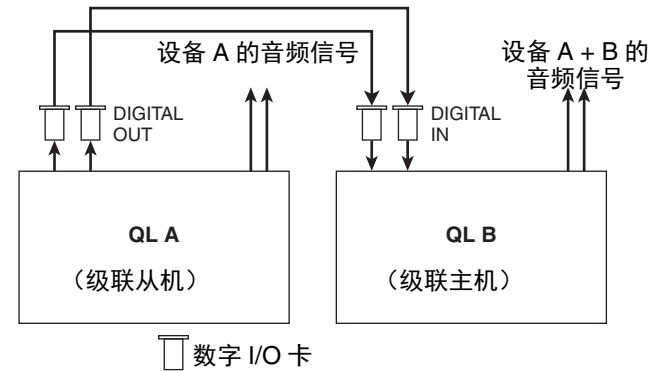 设备 A 的音频信号
设备 A + B 的
音频信号
DIGITAL
OUT
DIGITAL
IN
QL A
（级联从机）
QL B
（级联主机）
数字 I/O 卡